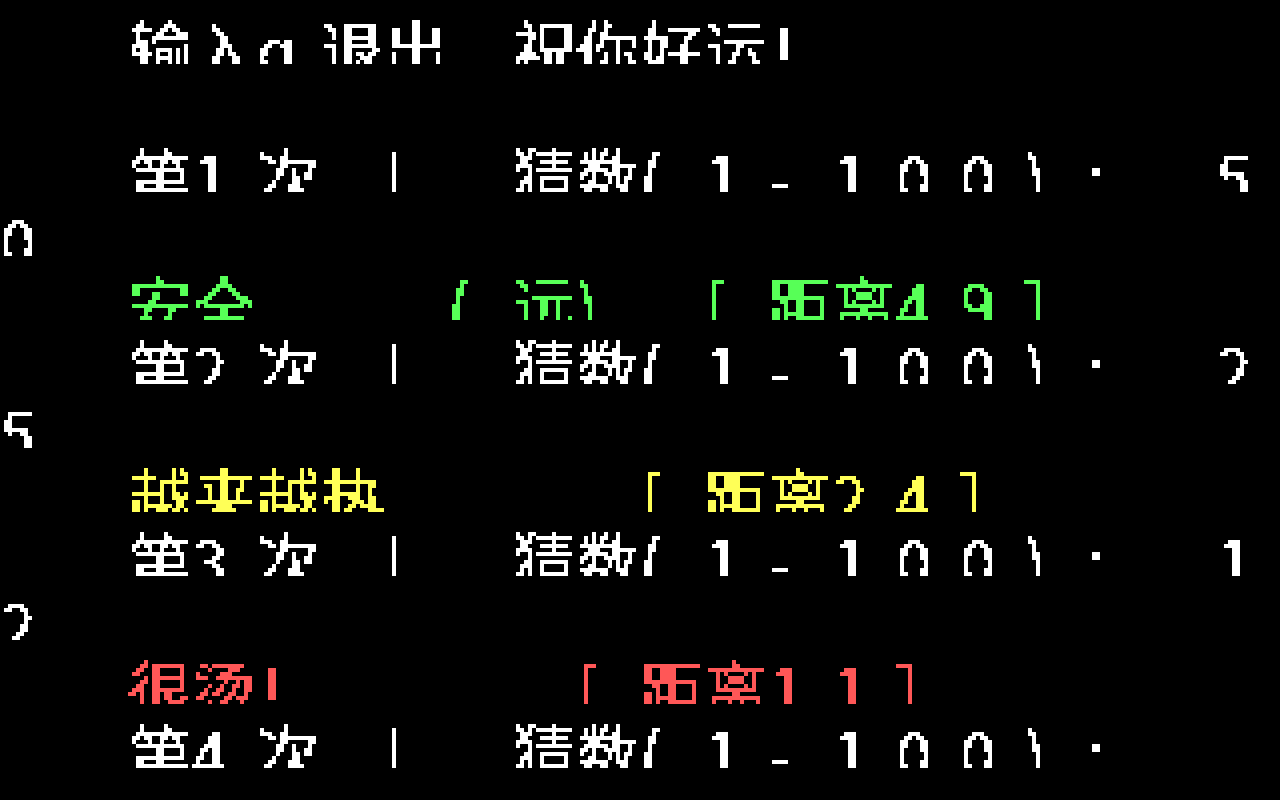 输入q退出 祝你好运!
第1次 | 猜数(1-100): 5
0
安全 (远) [距离49]
第2次 | 猜数(1-100): 2
5
越来越热 [距离24]
第3次 | 猜数(1-100): 1
2
很烫! [距离11]
第4次 | 猜数(1-100):